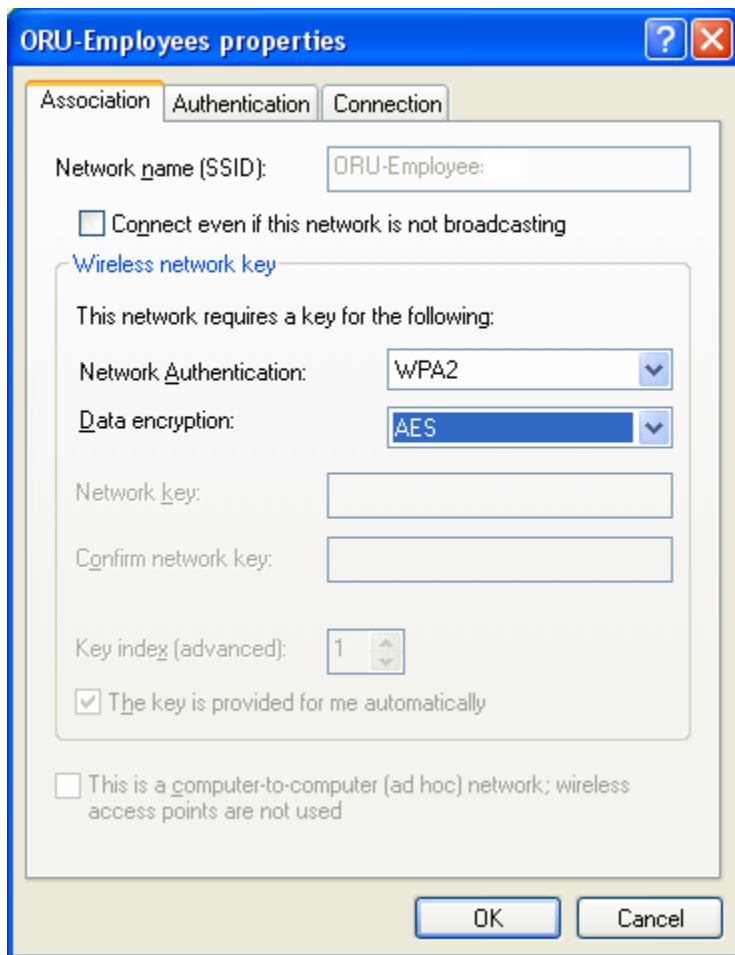 ORU-Employees properties
Association Authentication Connection
Network name (SSID): ORU-Employee
Connect even if this network is not broadcasting
Wireless network key
This network requires a key for the following:
Network Authentication: WPA2
Data encryption: AES
Network key:
Confirm network key:
Key index (advanced): 1
The key is provided for me automatically
This is a computer-to-computer (ad hoc) network; wireless
access points are not used
OK Cancel